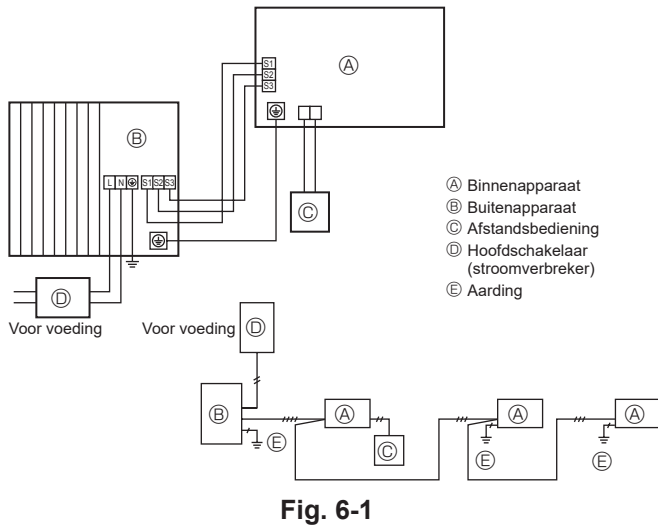 S1
S2
S3
Ⓐ
Ⓑ
L N S1 S2 S3
Ⓒ
Ⓓ
Voor voeding
Ⓐ Binnenapparaat
Ⓑ Buitenapparaat
Ⓒ Afstandsbediening
Ⓓ Hoofdschakelaar
(stroomverbreker)
Ⓔ Aarding
Voor voeding
Ⓓ
Ⓑ
Ⓐ
Ⓐ
Ⓐ
Ⓔ
Ⓒ
Ⓔ
Ⓔ
Fig. 6-1